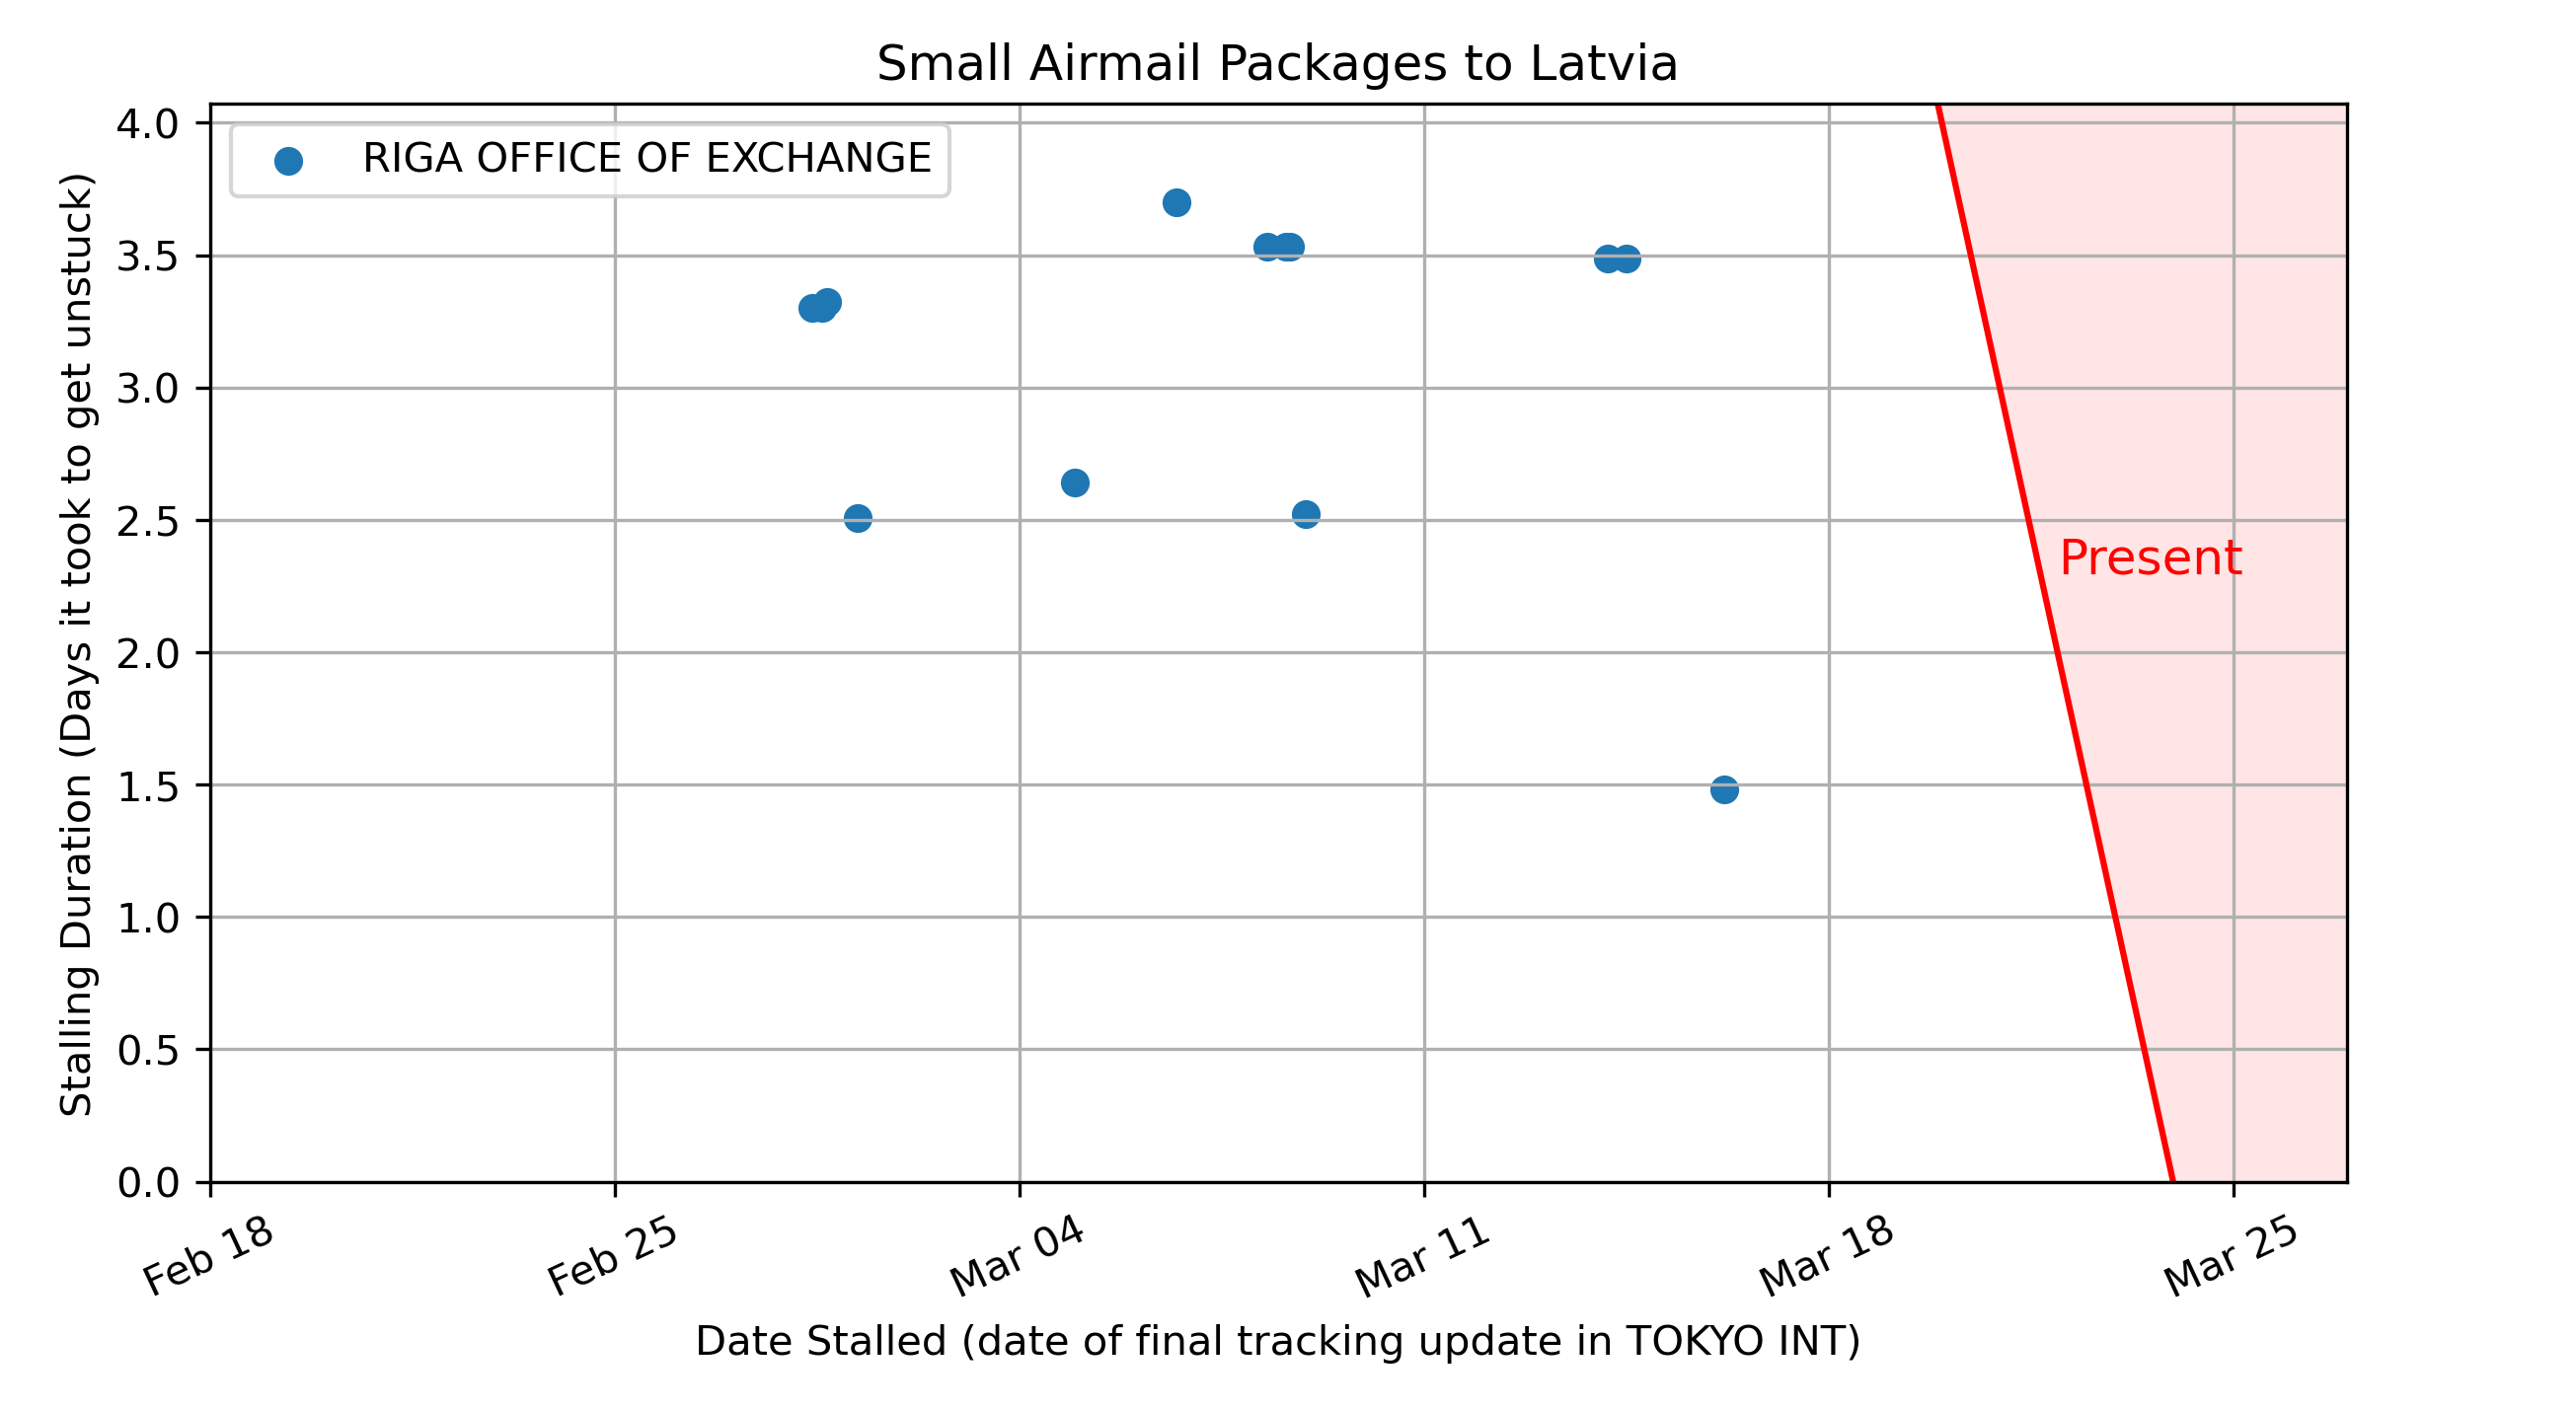 Small Airmail Packages to Latvia
RIGA OFFICE OF EXCHANGE
Stalling Duration (Days it took to get unstuck)
4.0
3.5
3.0
2.5
2.0
1.5
1.0
0.5
0.0
Present
Feb 18
Feb 25
Mar 04
Mar 11
Mar 18
Mar 25
Date Stalled (date of final tracking update in TOKYO INT)